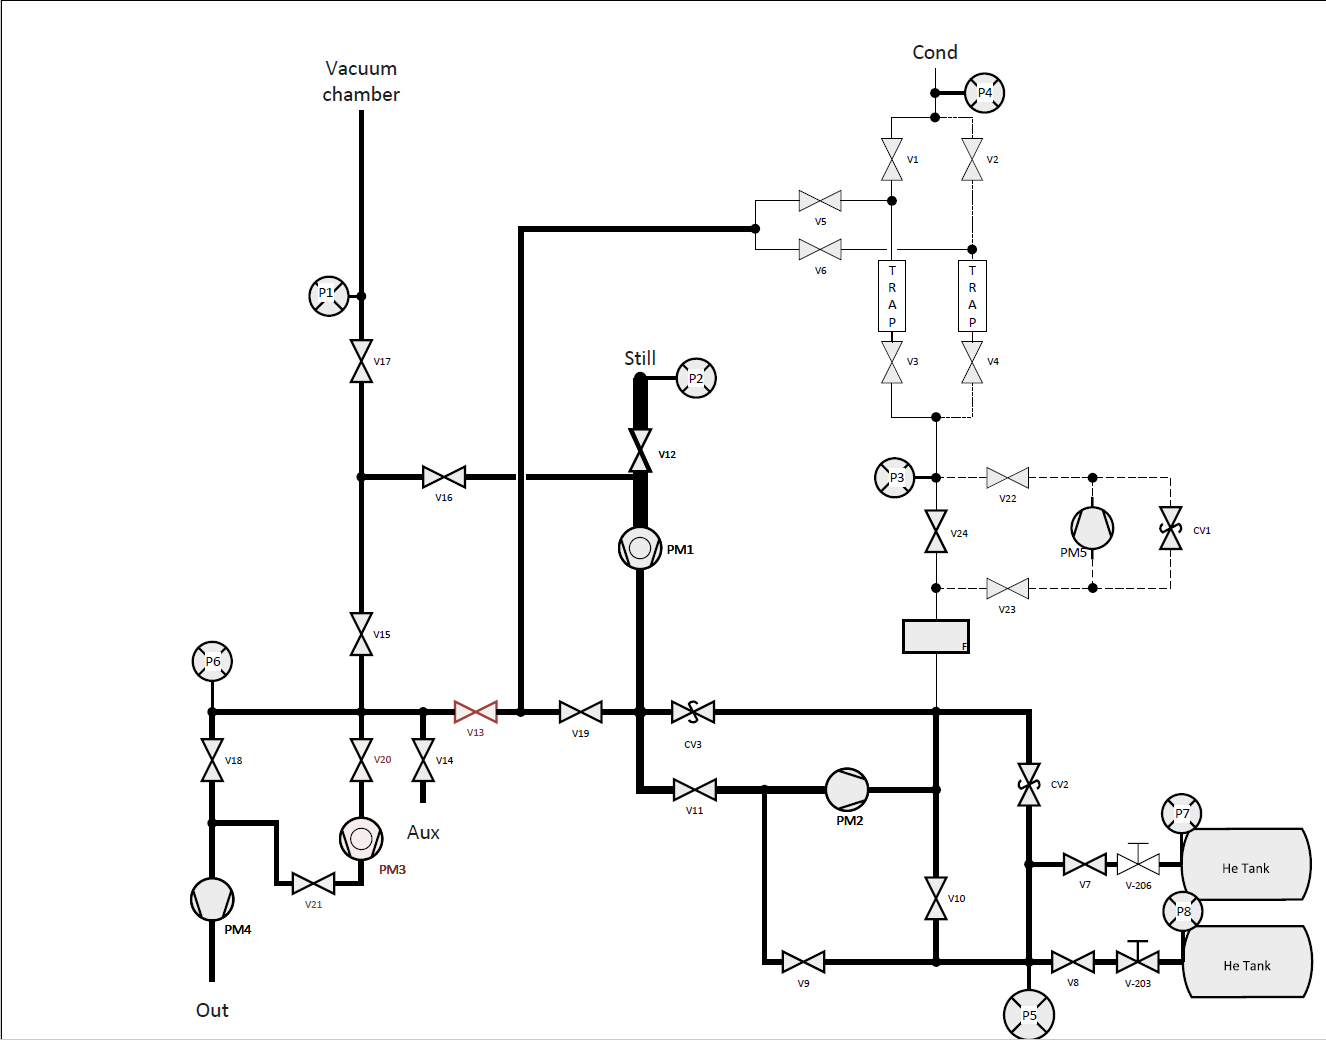 Cond
Vacuum
chamber
P4
V1
V2
V5
V6
T
R
A
P
T
R
A
P
P1
V17
V3
V4
Still
P2
V12
P3
V22
V16
V24
CV1
PM1
PM5
V23
V15
F
P6
V13
V19
CV3
V18
V20
V14
CV2
V11
PM2
P7
Aux
PM3
He Tank
V7
V-206
V21
V10
P8
PM4
He Tank
V9
V8
V-203
Out
P5